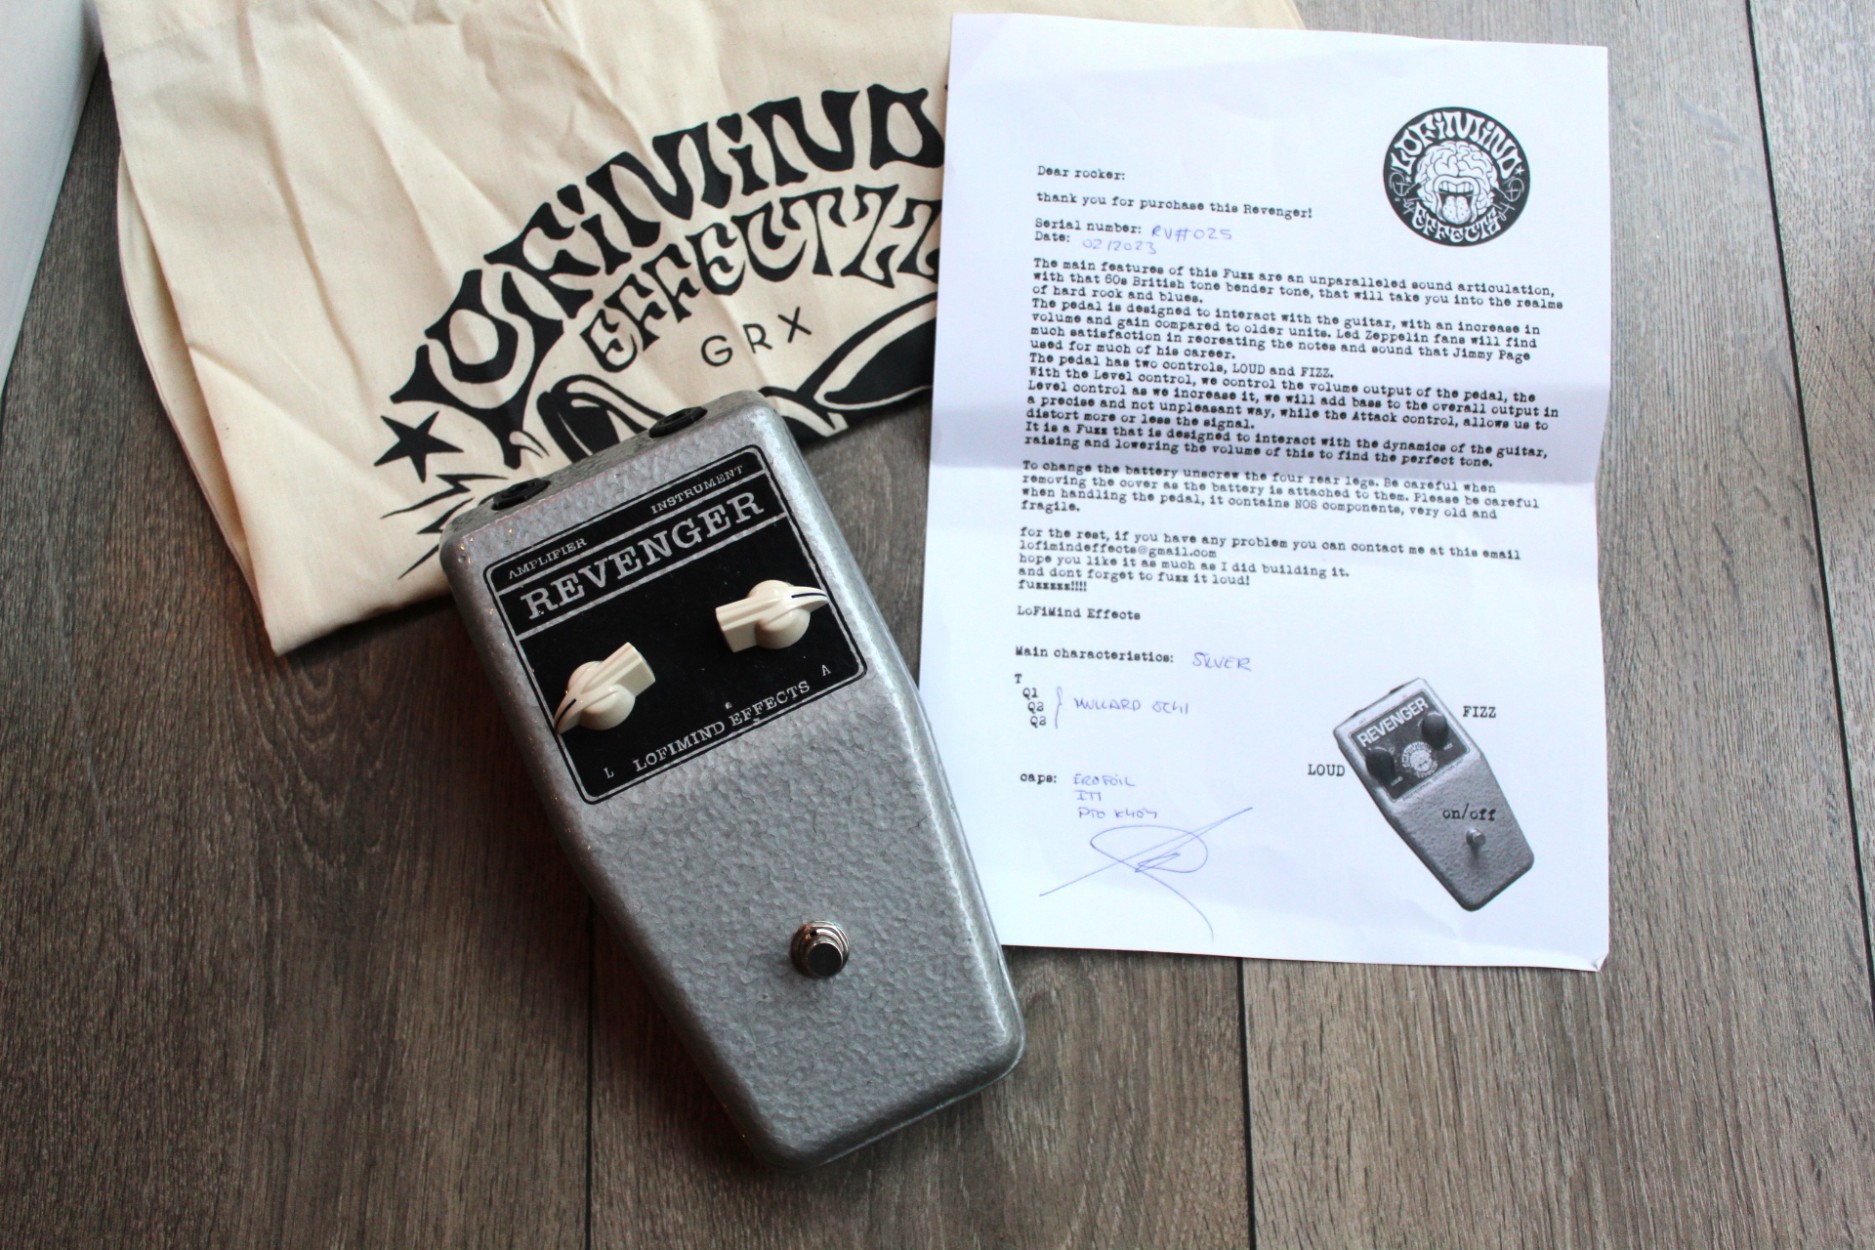 LOFiMiND
EFFECTZZ
GRX
AMPLIFIER
INSTRUMENT
REVENGER
L
LOFIMIND EFFECTS
A
LOFiMiND
EFFECTZ
Dear rooker:
thank you for purchase this Revenger!
Serial number: RV#025
Date: 02/2023
The main features of this Fuzz are an unparalleled sound articulation,
with that 60s British tone bender tone, that will take you into the realms
of hard rock and blues.
The pedal is designed to interact with the guitar, with an increase in
volume and gain compared to older units. Led Zeppelin fans will find
much satisfaction in recreating the notes and sound that Jimmy Page
used for much of his career.
The pedal has two controls, LOUD and FIZZ.
With the Level control, we control the volume output of the pedal, the
Level control as we increase it, we will add bass to the overall output in
a precise and not unpleasant way, while the Attack control, allows us to
distort more or less the signal.
It is a Fuzz that is designed to interact with the dynamics of the guitar,
raising and lowering the volume of this to find the perfect tone.
To change the battery unscrew the four rear legs. Be careful when
removing the cover as the battery is attached to them. Please be careful
when handling the pedal, it contains NOS components, very old and
fragile.
for the rest, if you have any problem you can contact me at this email
lofimindeffects@gmail.com
hope you like it as much as I did building it.
and dont forget to fuzz it loud!
fuzzzzz!!!!
LoFiMind Effects
Main characteristics: SILVER
T
Q1
Q2
Q3
MULLARD
caps: EROFOIL
ITT
PIO K40Y
REVENGER
FIZZ
LOUD
on/off